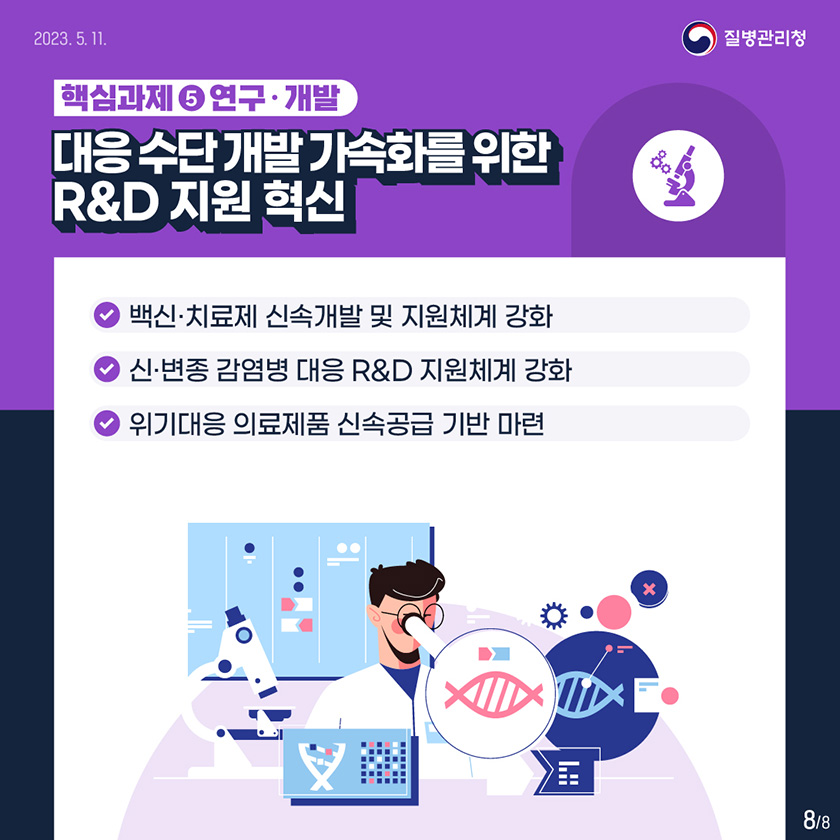 2023. 5. 11.
질병관리청
핵심과제 5 연구·개발
대응 수단 개발 가속화를 위한
R&D 지원 혁신
백신·치료제 신속개발 및 지원체계 강화
신·변종 감염병 대응 R&D 지원체계 강화
위기대응 의료제품 신속공급 기반 마련
8/8